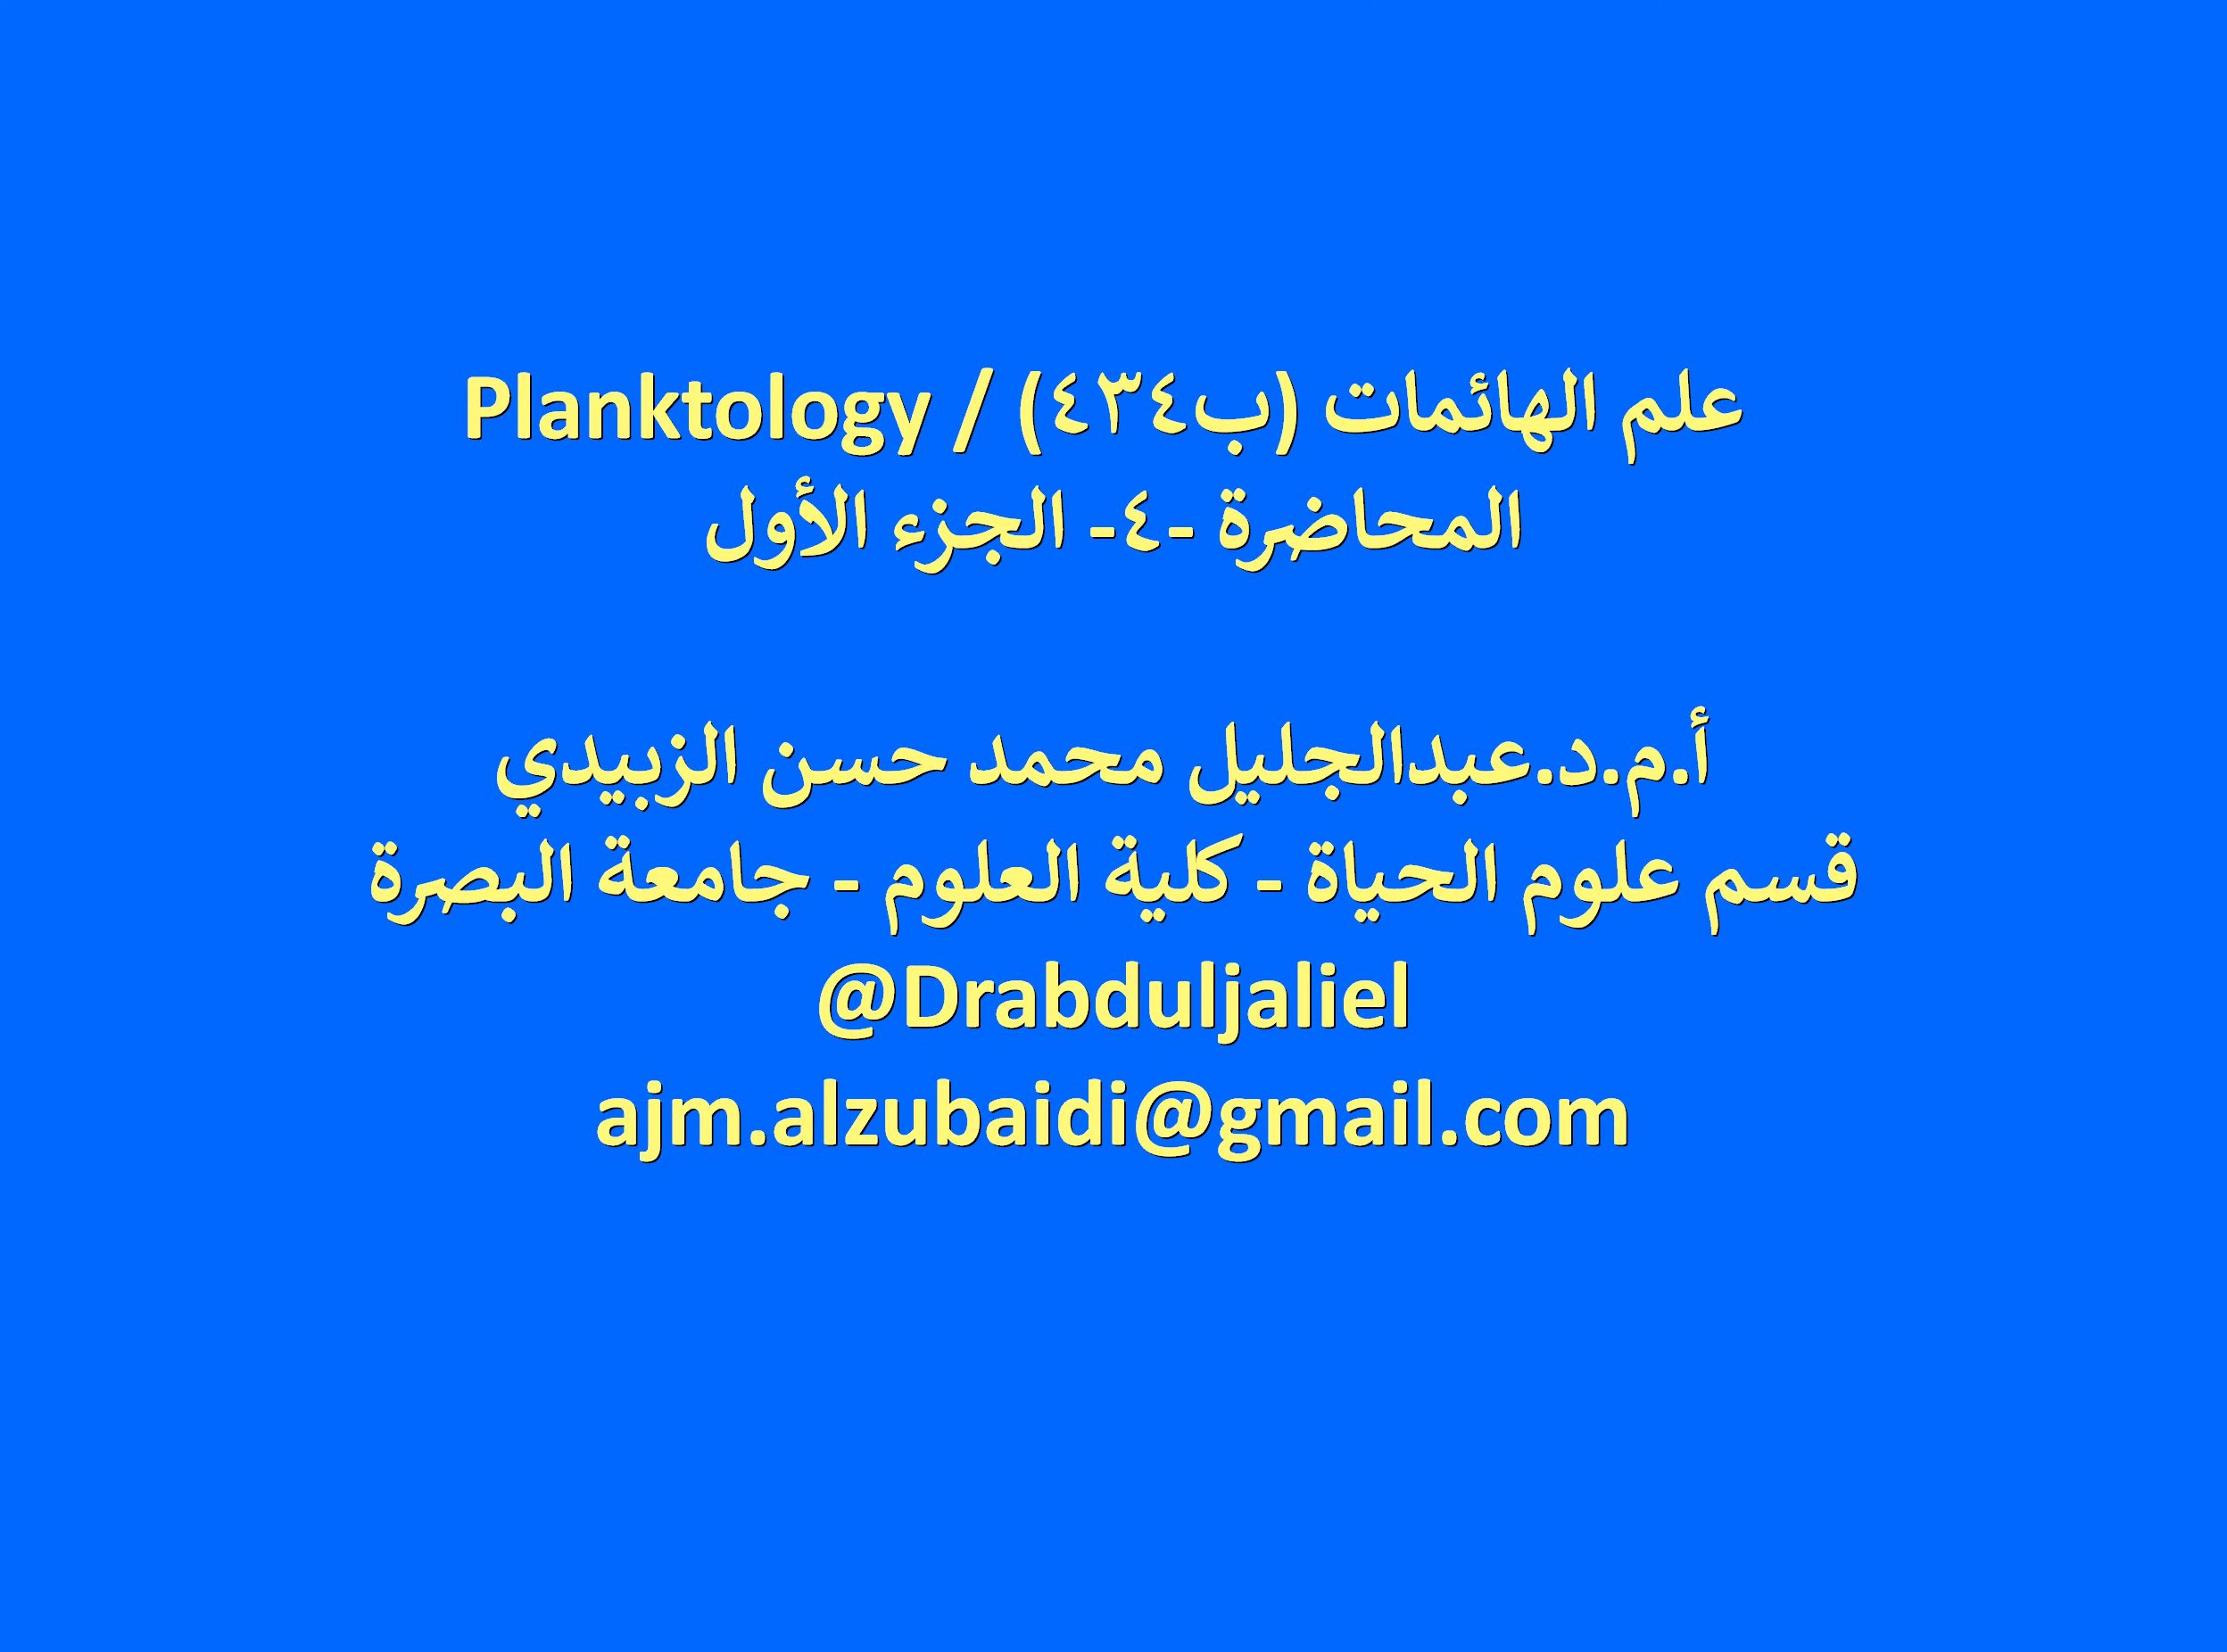 علم الهائمات (ب٤٣٤) / Planktology
المحاضرة -٤- الجزء الأول
أ.م.د.عبدالجليل محمد حسن الزبيدي
قسم علوم الحياة - كلية العلوم - جامعة البصرة
@Drabduljaliel
ajm.alzubaidi@gmail.com